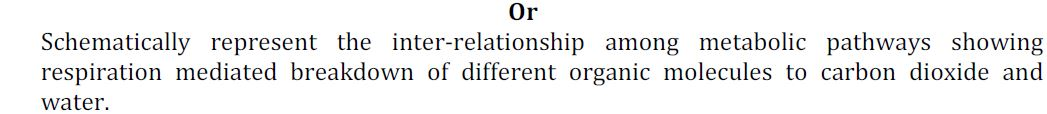 Or
Schematically represent the inter-relationship among metabolic pathways showing
respiration mediated breakdown of different organic molecules to carbon dioxide and
water.